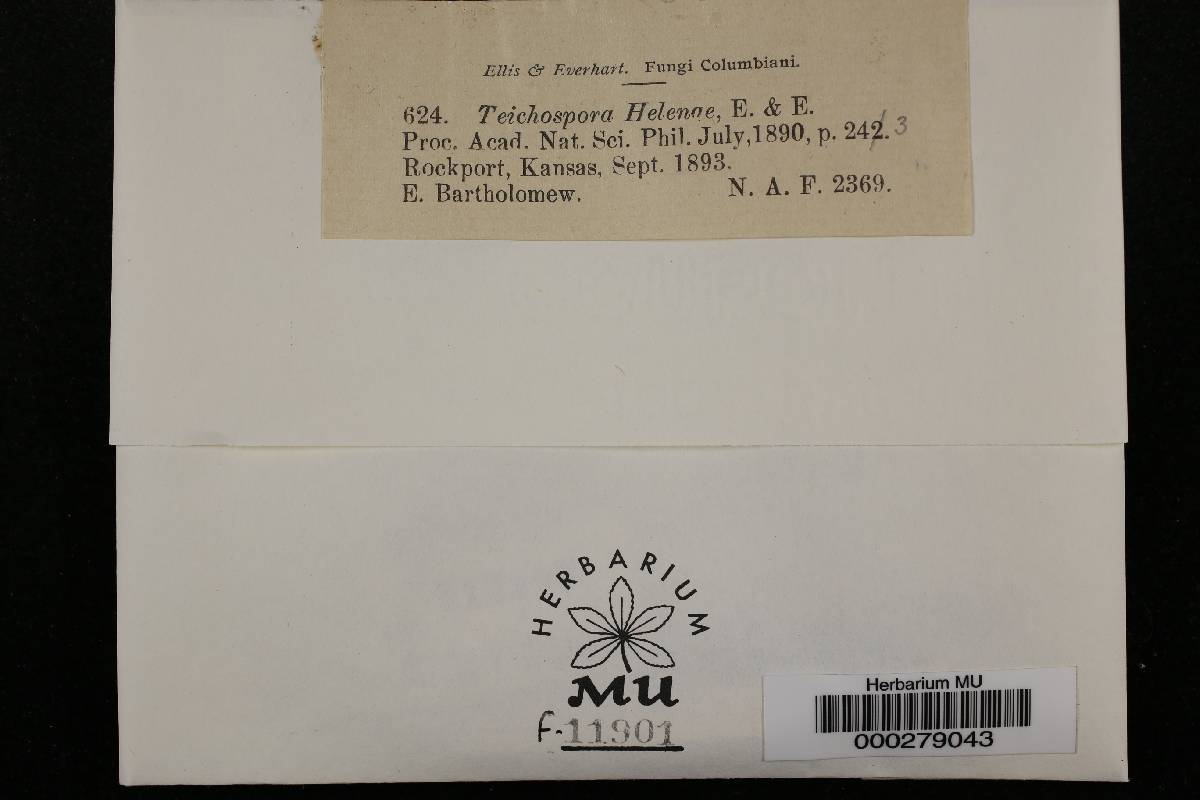 Ellis & Everhart. Fungi Columbiani.
624. Teichospora Helenae, E. & E.
Proc. Acad. Nat. Sci. Phil. July, 1890, p. 242. 3
Rockport, Kansas, Sept. 1893.
E. Bartholomew. N. A. F. 2369.
HERBARIUM
MU
F-11901
Herbarium MU
000279043